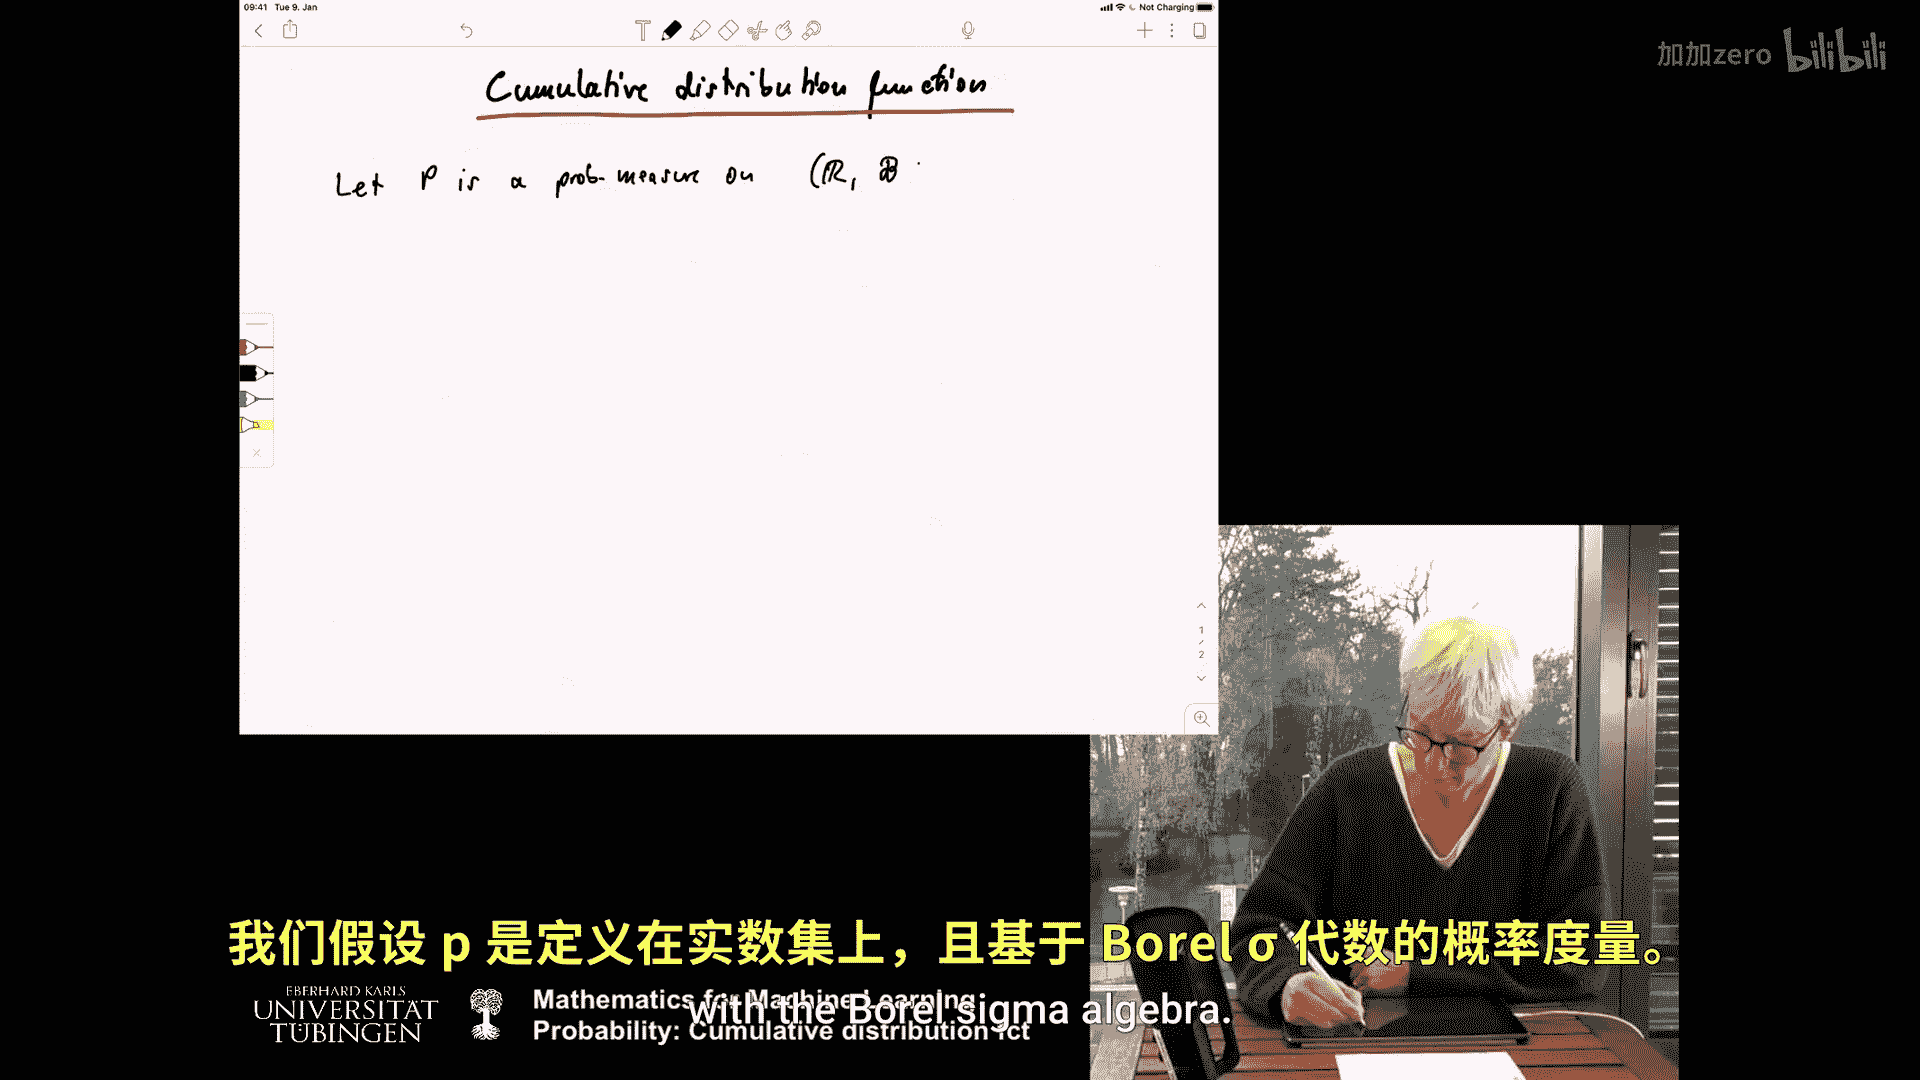 09:41 Tue 9. Jan
Not Charging
加加zero bilibili
Cumulative distribution function
Let P is a prob. measure on (ℝ, 𝓑
1
2
我们假设 p 是定义在实数集上，且基于 Borel σ 代数的概率度量。
with the Borel sigma algebra.
EBERHARD KARLS
UNIVERSITÄT
TÜBINGEN
Mathematics for Machine Learning:
Probability: Cumulative distribution fct